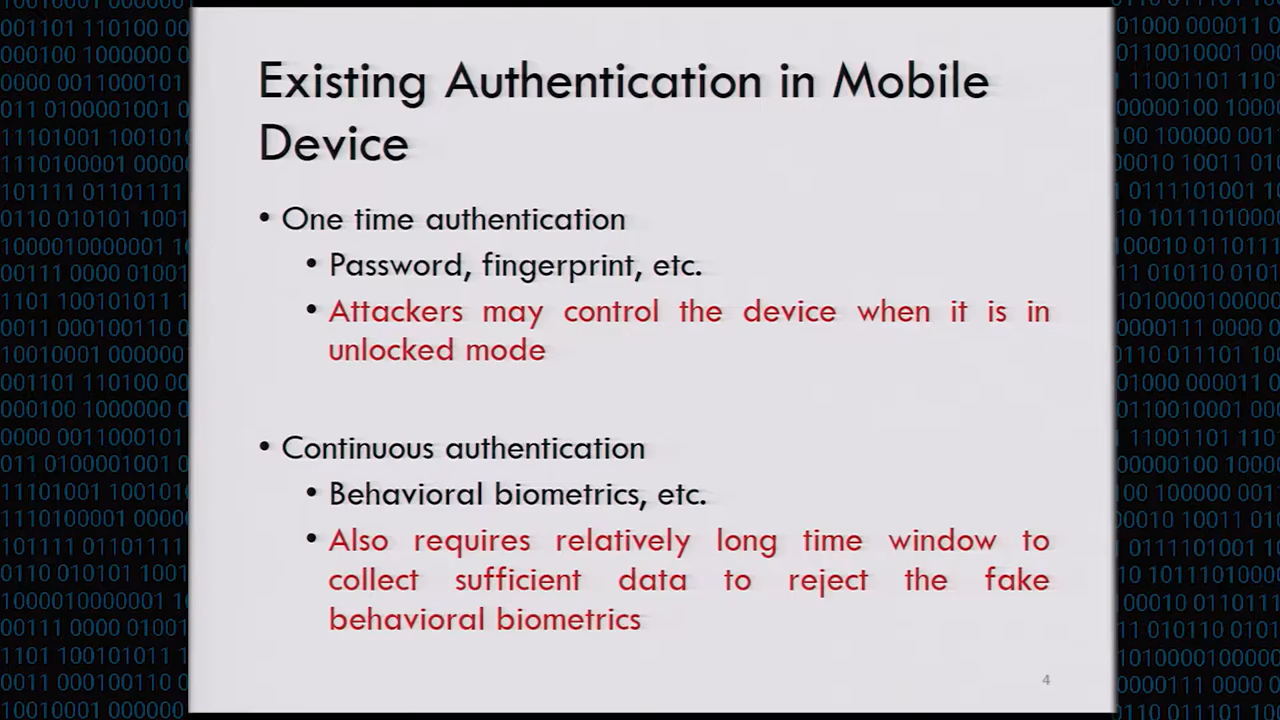 Existing Authentication in Mobile
Device
• One time authentication
• Password, fingerprint, etc.
• Attackers may control the device when it is in
unlocked mode
• Continuous authentication
• Behavioral biometrics, etc.
• Also requires relatively long time window to
collect sufficient data to reject the fake
behavioral biometrics
4